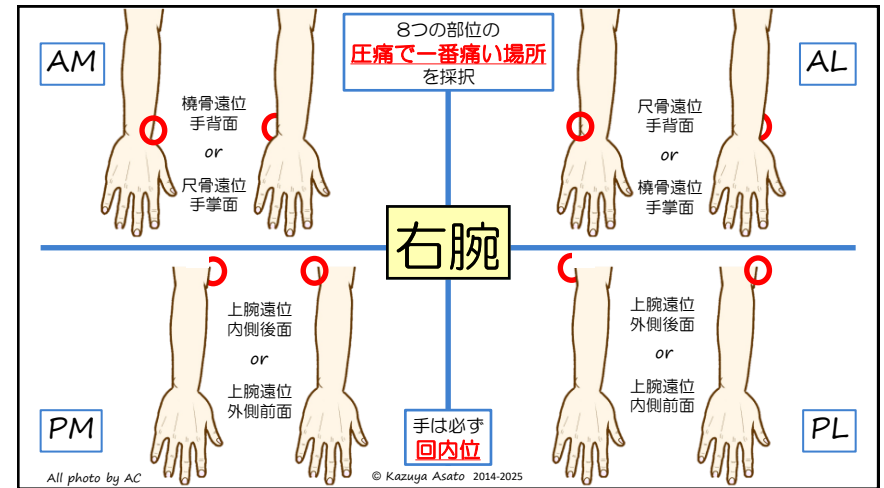 8つの部位の
圧痛で一番痛い場所
を採択
AM
橈骨遠位
手背面
or
尺骨遠位
手掌面
AL
尺骨遠位
手背面
or
橈骨遠位
手掌面
右腕
PM
上腕遠位
内側後面
or
上腕遠位
外側前面
PL
上腕遠位
外側後面
or
上腕遠位
内側前面
手は必ず
回内位
All photo by AC
© Kazuya Asato 2014-2025